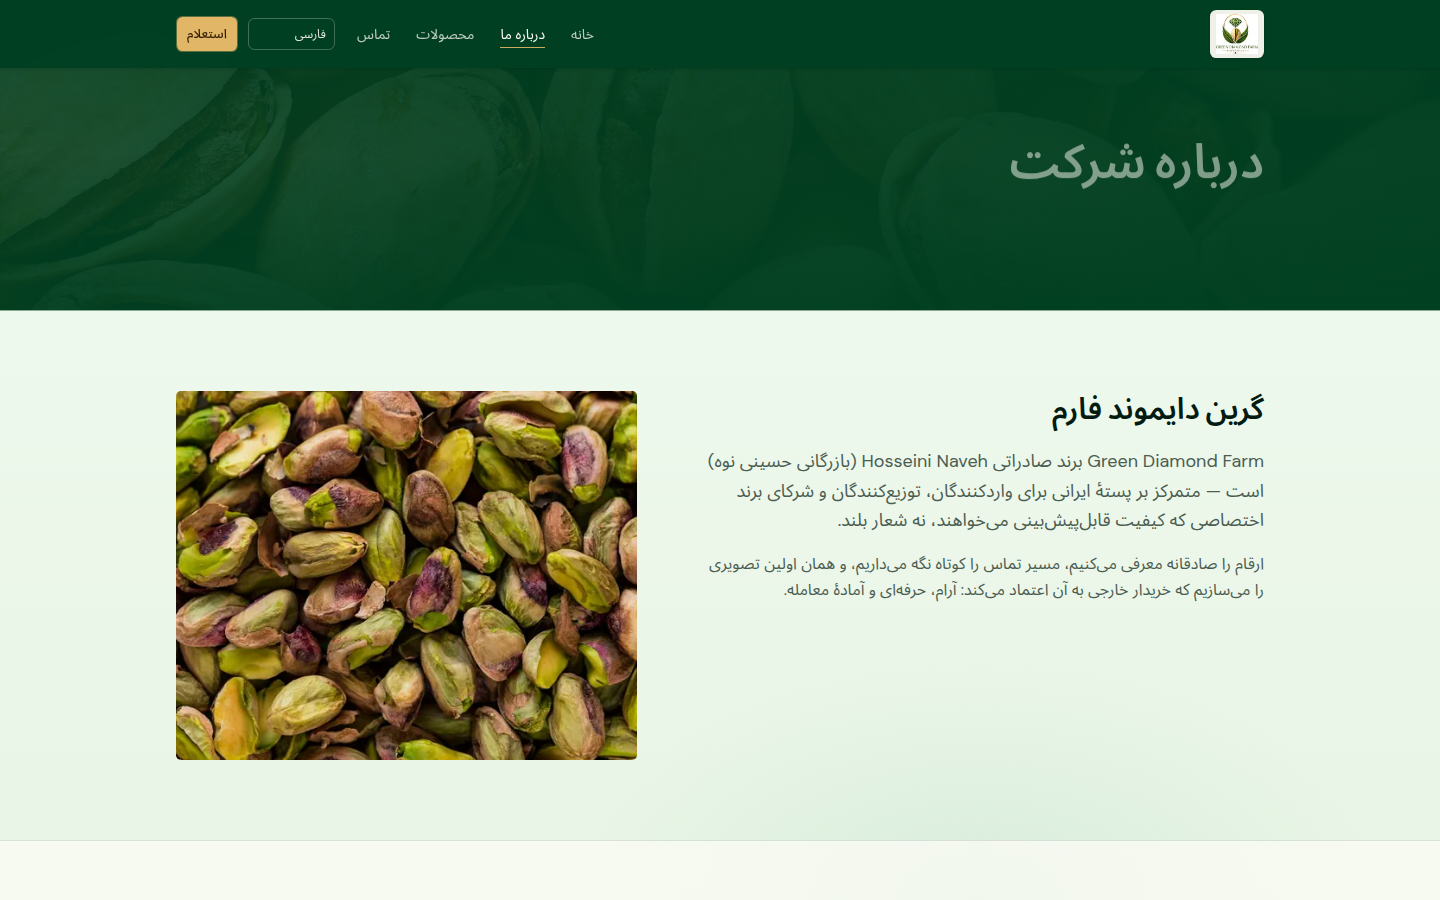 GREEN DIAMOND FARM
خانه
درباره ما
محصولات
تماس
فارسی
استعلام
درباره شرکت
گرین دایموند فارم
Green Diamond Farm برند صادراتی Hosseini Naveh (بازرگانی حسینی نوه)
است — متمرکز بر پستهٔ ایرانی برای واردکنندگان، توزیع‌کنندگان و شرکای برند
اختصاصی که کیفیت قابل‌پیش‌بینی می‌خواهند، نه شعار بلند.
ارقام را صادقانه معرفی می‌کنیم، مسیر تماس را کوتاه نگه می‌داریم، و همان اولین تصویری
را می‌سازیم که خریدار خارجی به آن اعتماد می‌کند: آرام، حرفه‌ای و آمادهٔ معامله.